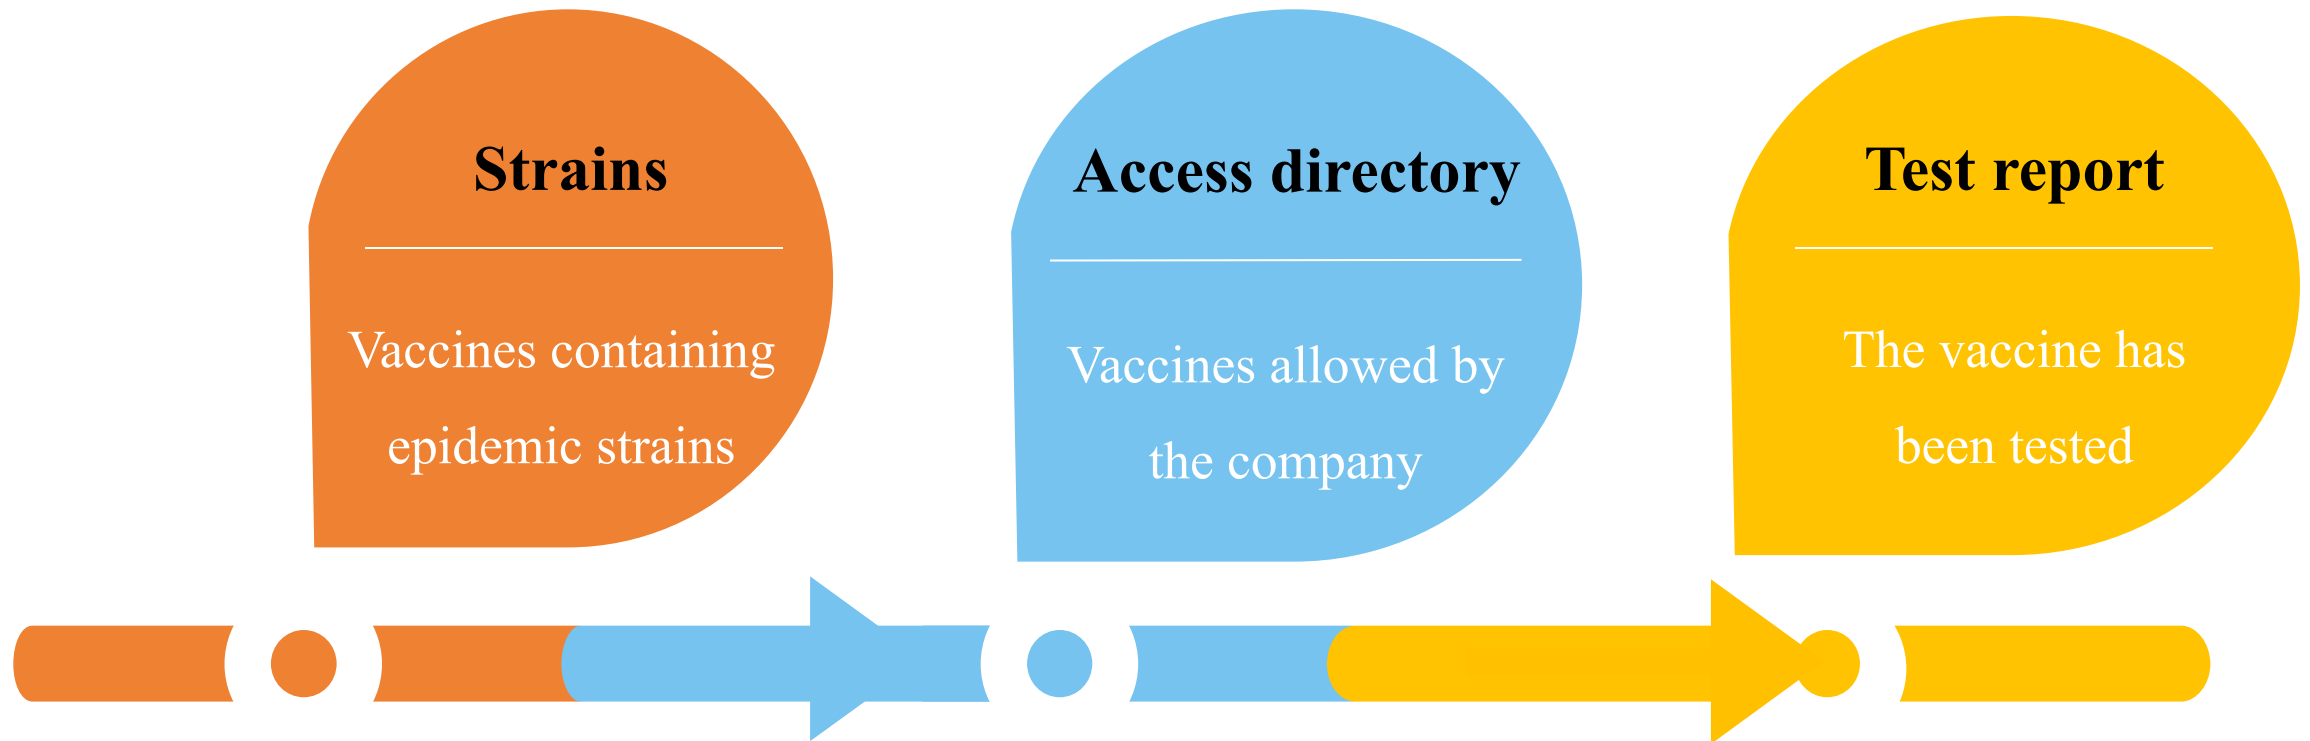 Strains
Vaccines containing
epidemic strains
Access directory
Vaccines allowed by
the company
Test report
The vaccine has
been tested